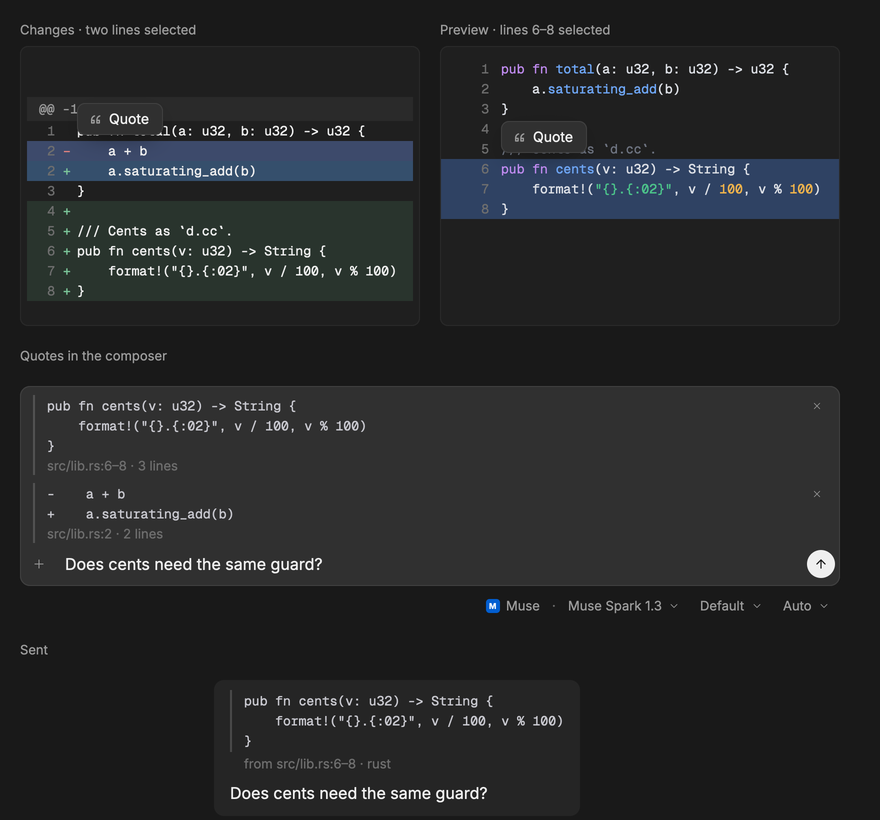 Changes · two lines selected
@@ -1
Quote
1 pub fn total(a: u32, b: u32) -> u32 {
2 - a + b
2 + a.saturating_add(b)
3 }
4 +
5 + /// Cents as `d.cc`.
6 + pub fn cents(v: u32) -> String {
7 + format!("{}.{:02}", v / 100, v % 100)
8 + }
Preview · lines 6–8 selected
1 pub fn total(a: u32, b: u32) -> u32 {
2 a.saturating_add(b)
3 }
4
Quote
5 /// Cents as `d.cc`.
6 pub fn cents(v: u32) -> String {
7 format!("{}.{:02}", v / 100, v % 100)
8 }
Quotes in the composer
pub fn cents(v: u32) -> String {
format!("{}.{:02}", v / 100, v % 100)
}
src/lib.rs:6–8 · 3 lines
- a + b
+ a.saturating_add(b)
src/lib.rs:2 · 2 lines
Does cents need the same guard?
M Muse · Muse Spark 1.3 Default Auto
Sent
pub fn cents(v: u32) -> String {
format!("{}.{:02}", v / 100, v % 100)
}
from src/lib.rs:6–8 · rust
Does cents need the same guard?